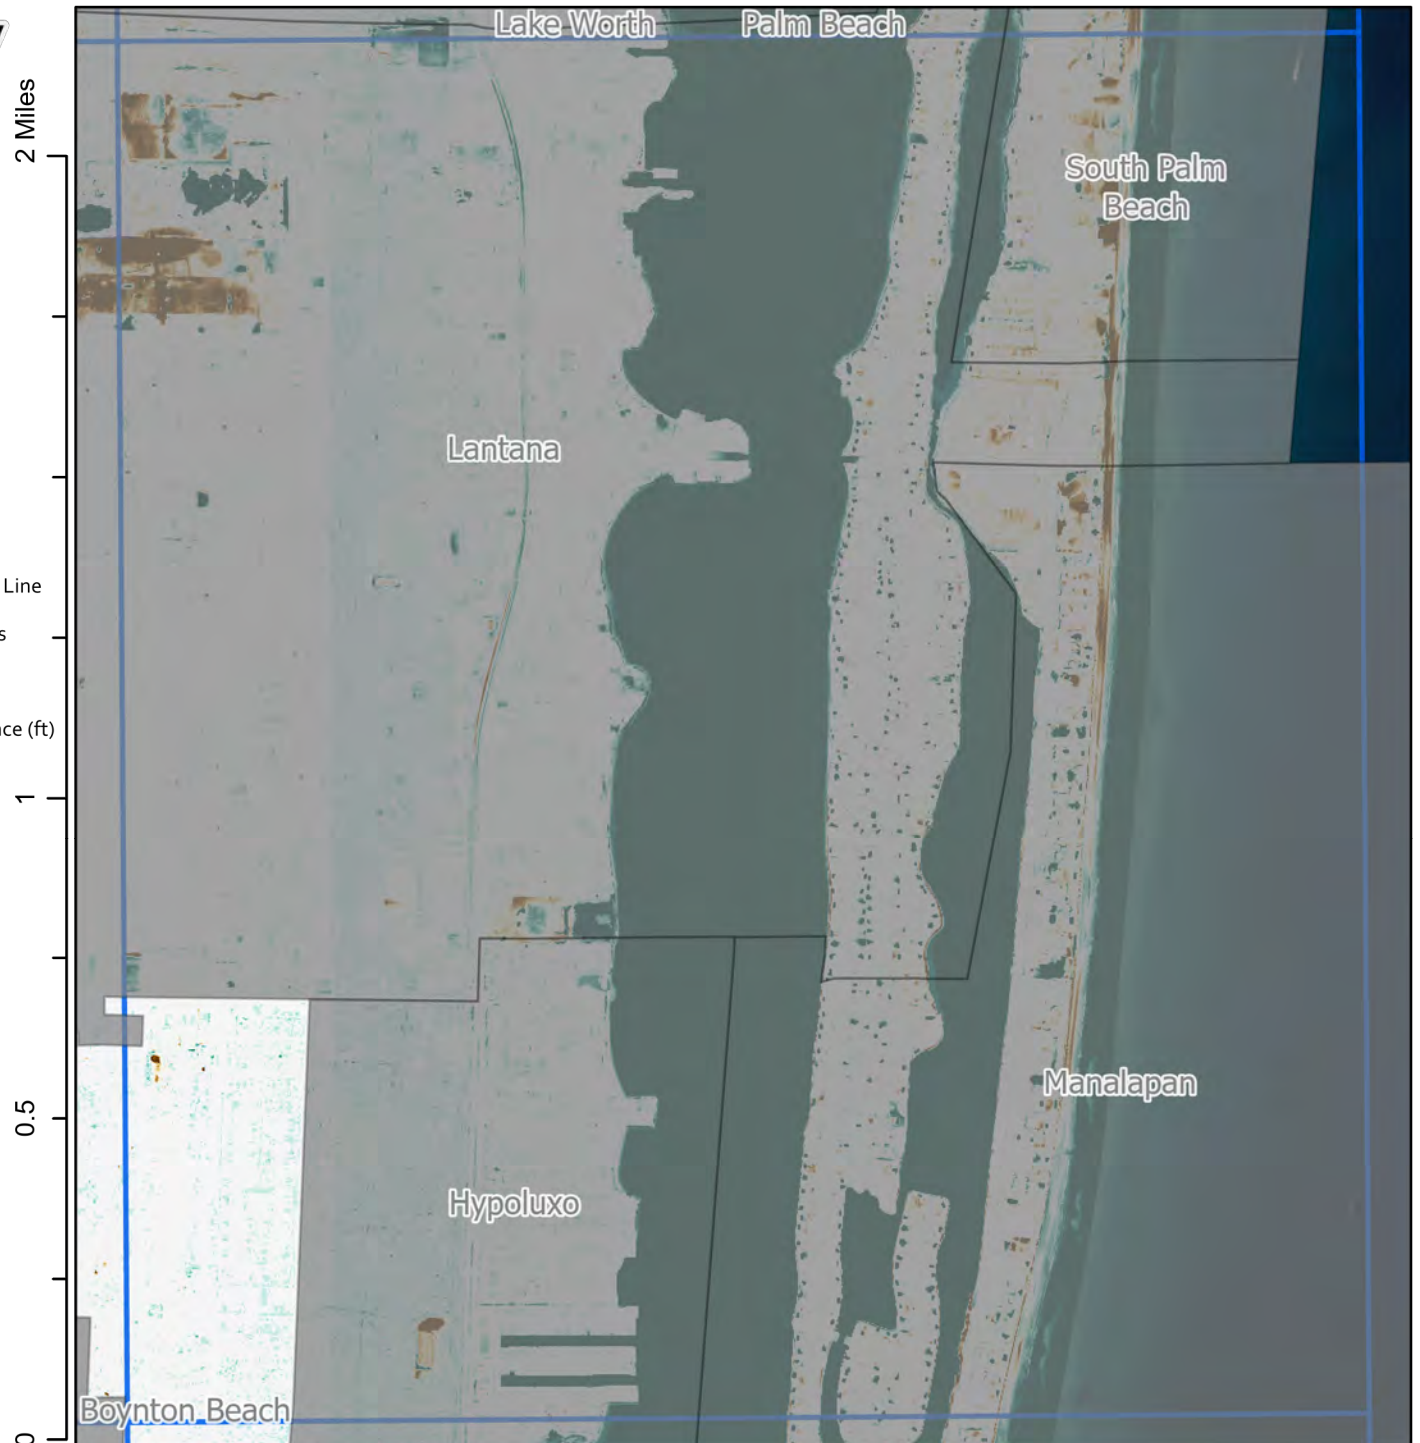 Lake Worth
Palm Beach
2 Miles
South Palm
Beach
Lantana
Line
s
ce (ft)
1
Manalapan
0.5
Hypoluxo
Boynton Beach
0